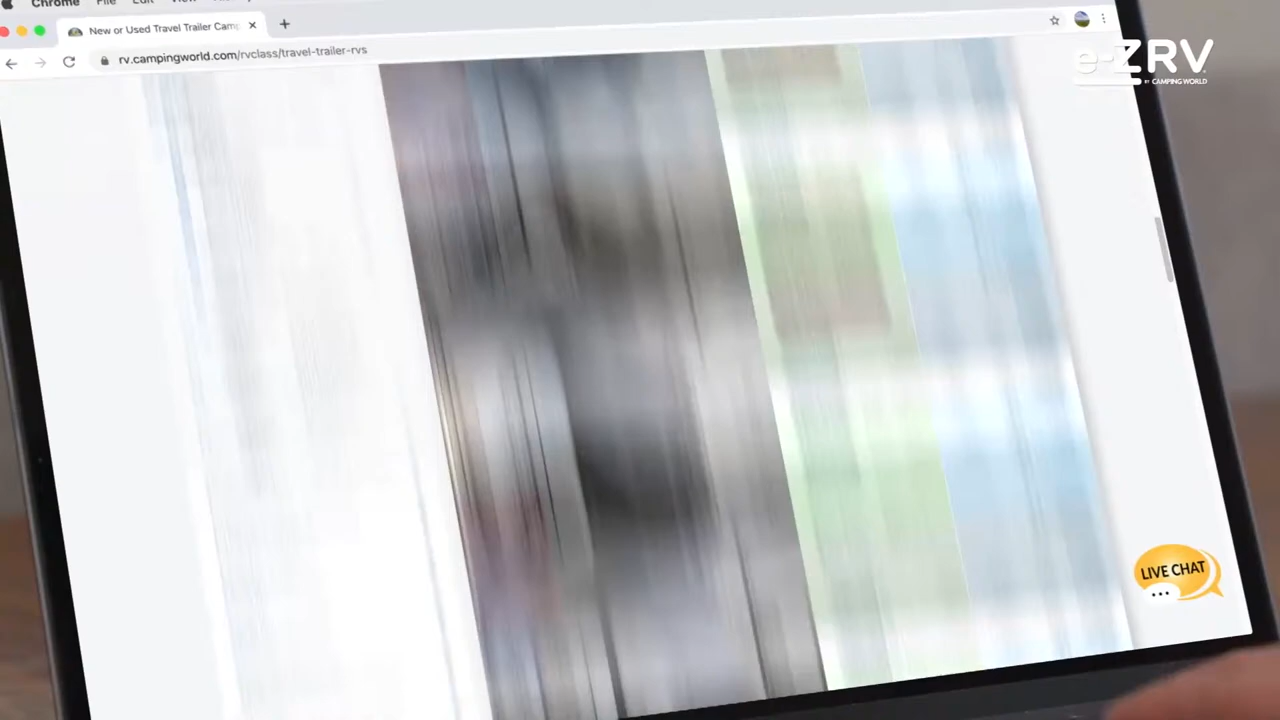 Chrome File Edit View
New or Used Travel Trailer Camp
rv.campingworld.com/rvclass/travel-trailer-rvs
e-ZRV
BY CAMPING WORLD
LIVE CHAT